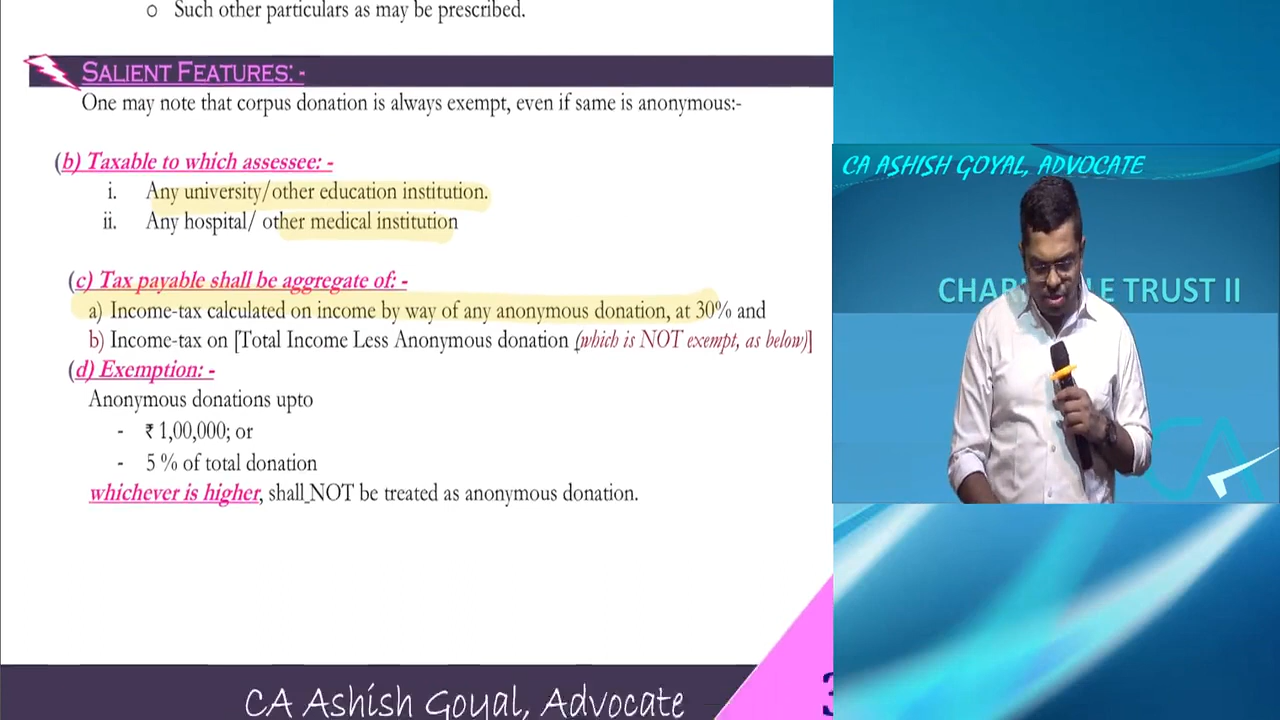 o Such other particulars as may be prescribed.
SALIENT FEATURES: -
One may note that corpus donation is always exempt, even if same is anonymous:-
(b) Taxable to which assessee: -
i. Any university/other education institution.
ii. Any hospital/ other medical institution
(c) Tax payable shall be aggregate of: -
a) Income-tax calculated on income by way of any anonymous donation, at 30% and
b) Income-tax on [Total Income Less Anonymous donation (which is NOT exempt, as below)]
(d) Exemption: -
Anonymous donations upto
- ₹ 1,00,000; or
- 5 % of total donation
whichever is higher, shall NOT be treated as anonymous donation.
CA Ashish Goyal, Advocate
CA ASHISH GOYAL, ADVOCATE
TRUST II
CA